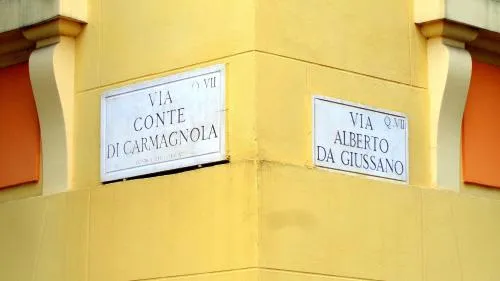 VIA Q. VII
CONTE
DI CARMAGNOLA
VIA Q. VII
ALBERTO
DA GIUSSANO